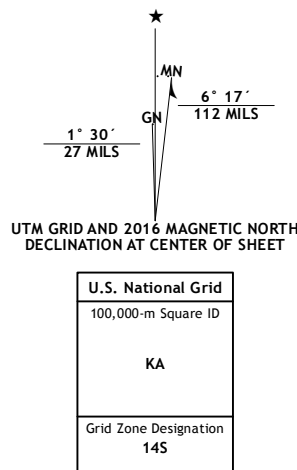 MN
GN
6° 17´
112 MILS
1° 30´
27 MILS
UTM GRID AND 2016 MAGNETIC NORTH
DECLINATION AT CENTER OF SHEET
U.S. National Grid
100,000-m Square ID
KA
Grid Zone Designation
14S